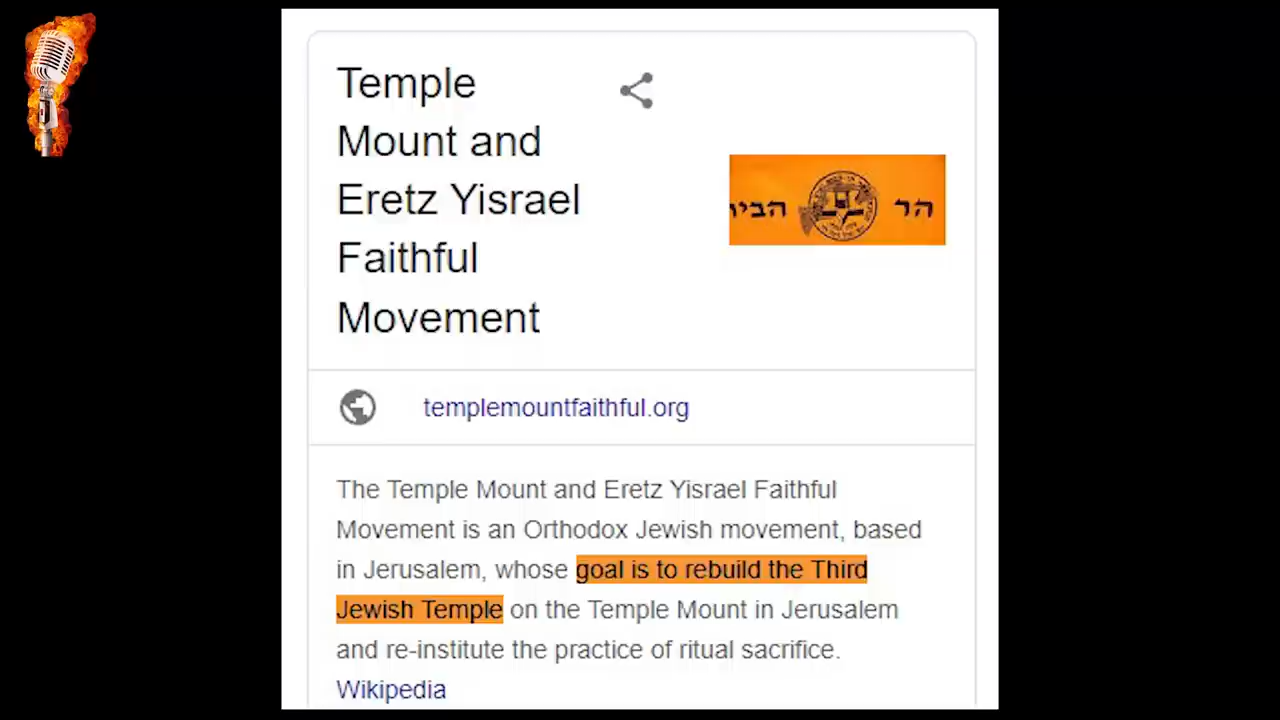 Temple
Mount and
Eretz Yisrael
Faithful
Movement
הר הבית
templemountfaithful.org
The Temple Mount and Eretz Yisrael Faithful
Movement is an Orthodox Jewish movement, based
in Jerusalem, whose goal is to rebuild the Third
Jewish Temple on the Temple Mount in Jerusalem
and re-institute the practice of ritual sacrifice.
Wikipedia